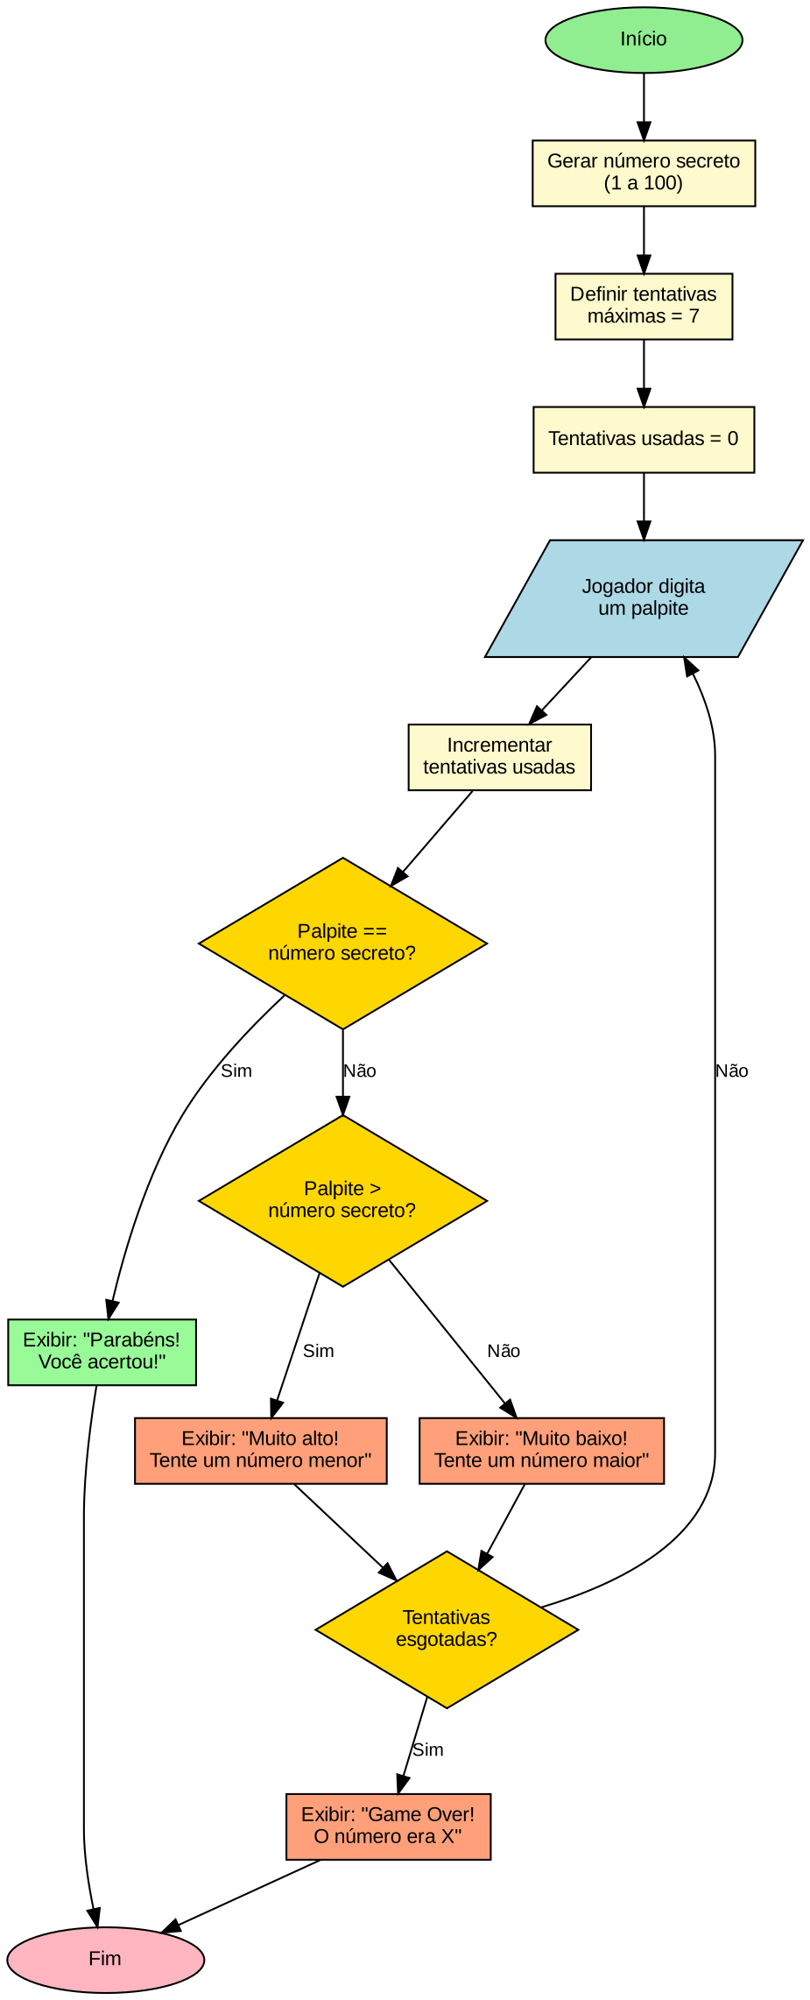 Início
Gerar número secreto
(1 a 100)
Definir tentativas
máximas = 7
Tentativas usadas = 0
Jogador digita
um palpite
Incrementar
tentativas usadas
Palpite ==
número secreto?
Sim
Não
Não
Palpite >
número secreto?
Exibir: "Parabéns!
Você acertou!"
Sim
Não
Exibir: "Muito alto!
Tente um número menor"
Exibir: "Muito baixo!
Tente um número maior"
Tentativas
esgotadas?
Sim
Exibir: "Game Over!
O número era X"
Fim